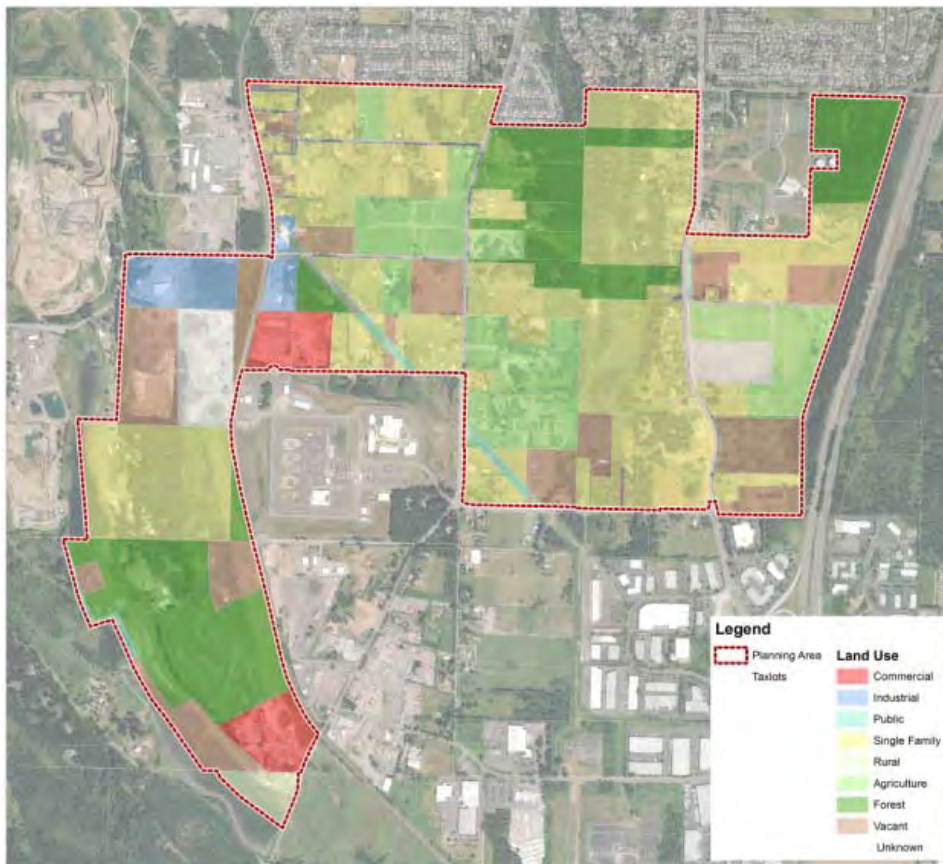 Legend
Planning Area
Taxlots
Land Use
Commercial
Industrial
Public
Single Family
Rural
Agriculture
Forest
Vacant
Unknown